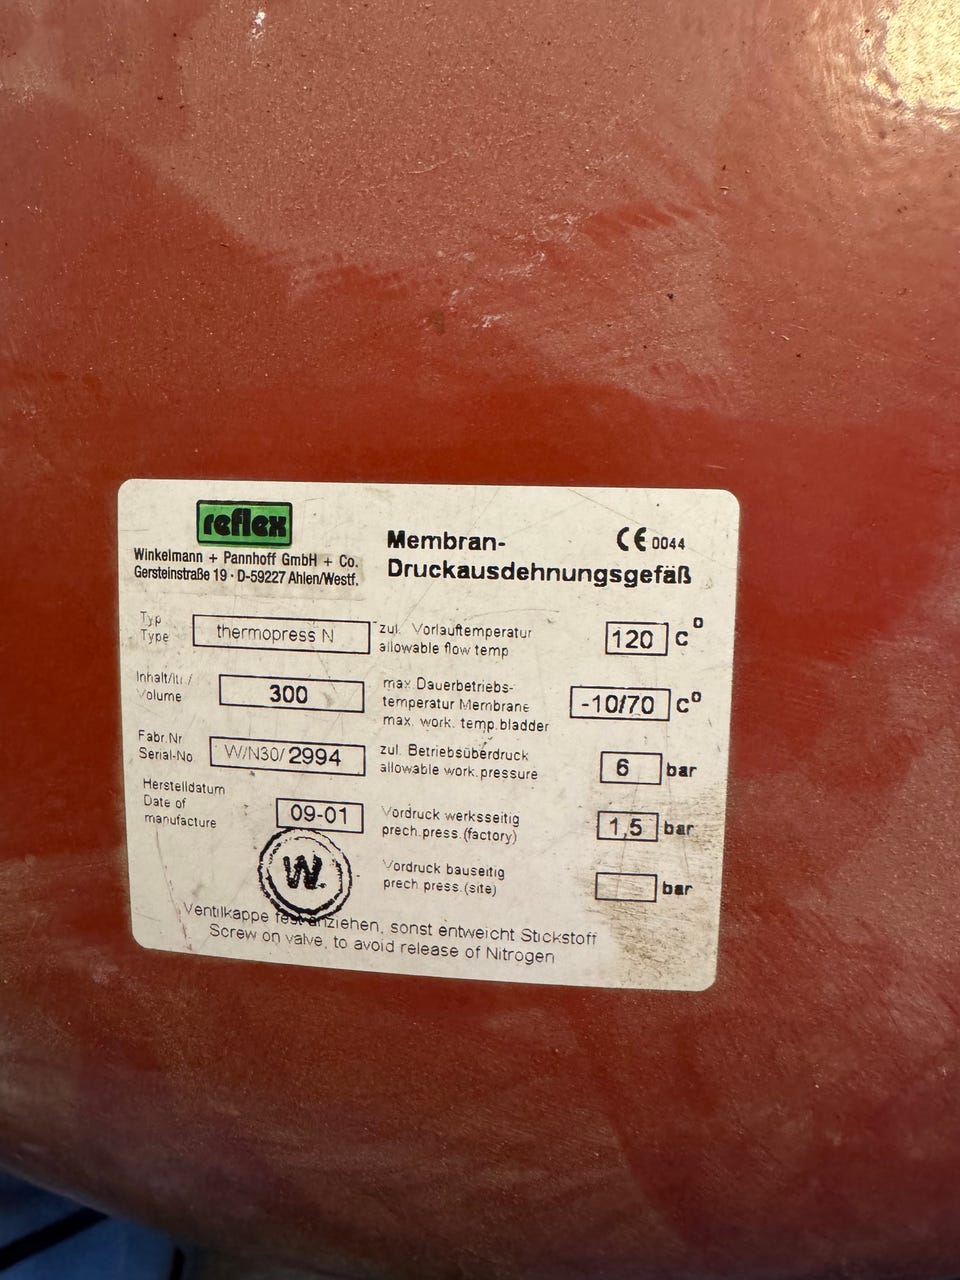 reflex
Winkelmann + Pannhoff GmbH + Co.
Gersteinstraße 19 · D-59227 Ahlen/Westf.
Membran-
Druckausdehnungsgefäß
CE 0044
Typ
Type
thermopress N
Inhalt/ltr/
Volume
300
Fabr.Nr
Serial-No
W/N30/2994
Herstelldatum
Date of
manufacture
09-01
W.
zul. Vorlauftemperatur
allowable flow temp
120 C°
max.Dauerbetriebs-
temperatur Membrane
max. work. temp.bladder
-10/70 C°
zul. Betriebsüberdruck
allowable work.pressure
6 bar
Vordruck werksseitig
prech.press.(factory)
1,5 bar
Vordruck bauseitig
prech press.(site)
bar
Ventilkappe fest anziehen, sonst entweicht Stickstoff
Screw on valve, to avoid release of Nitrogen